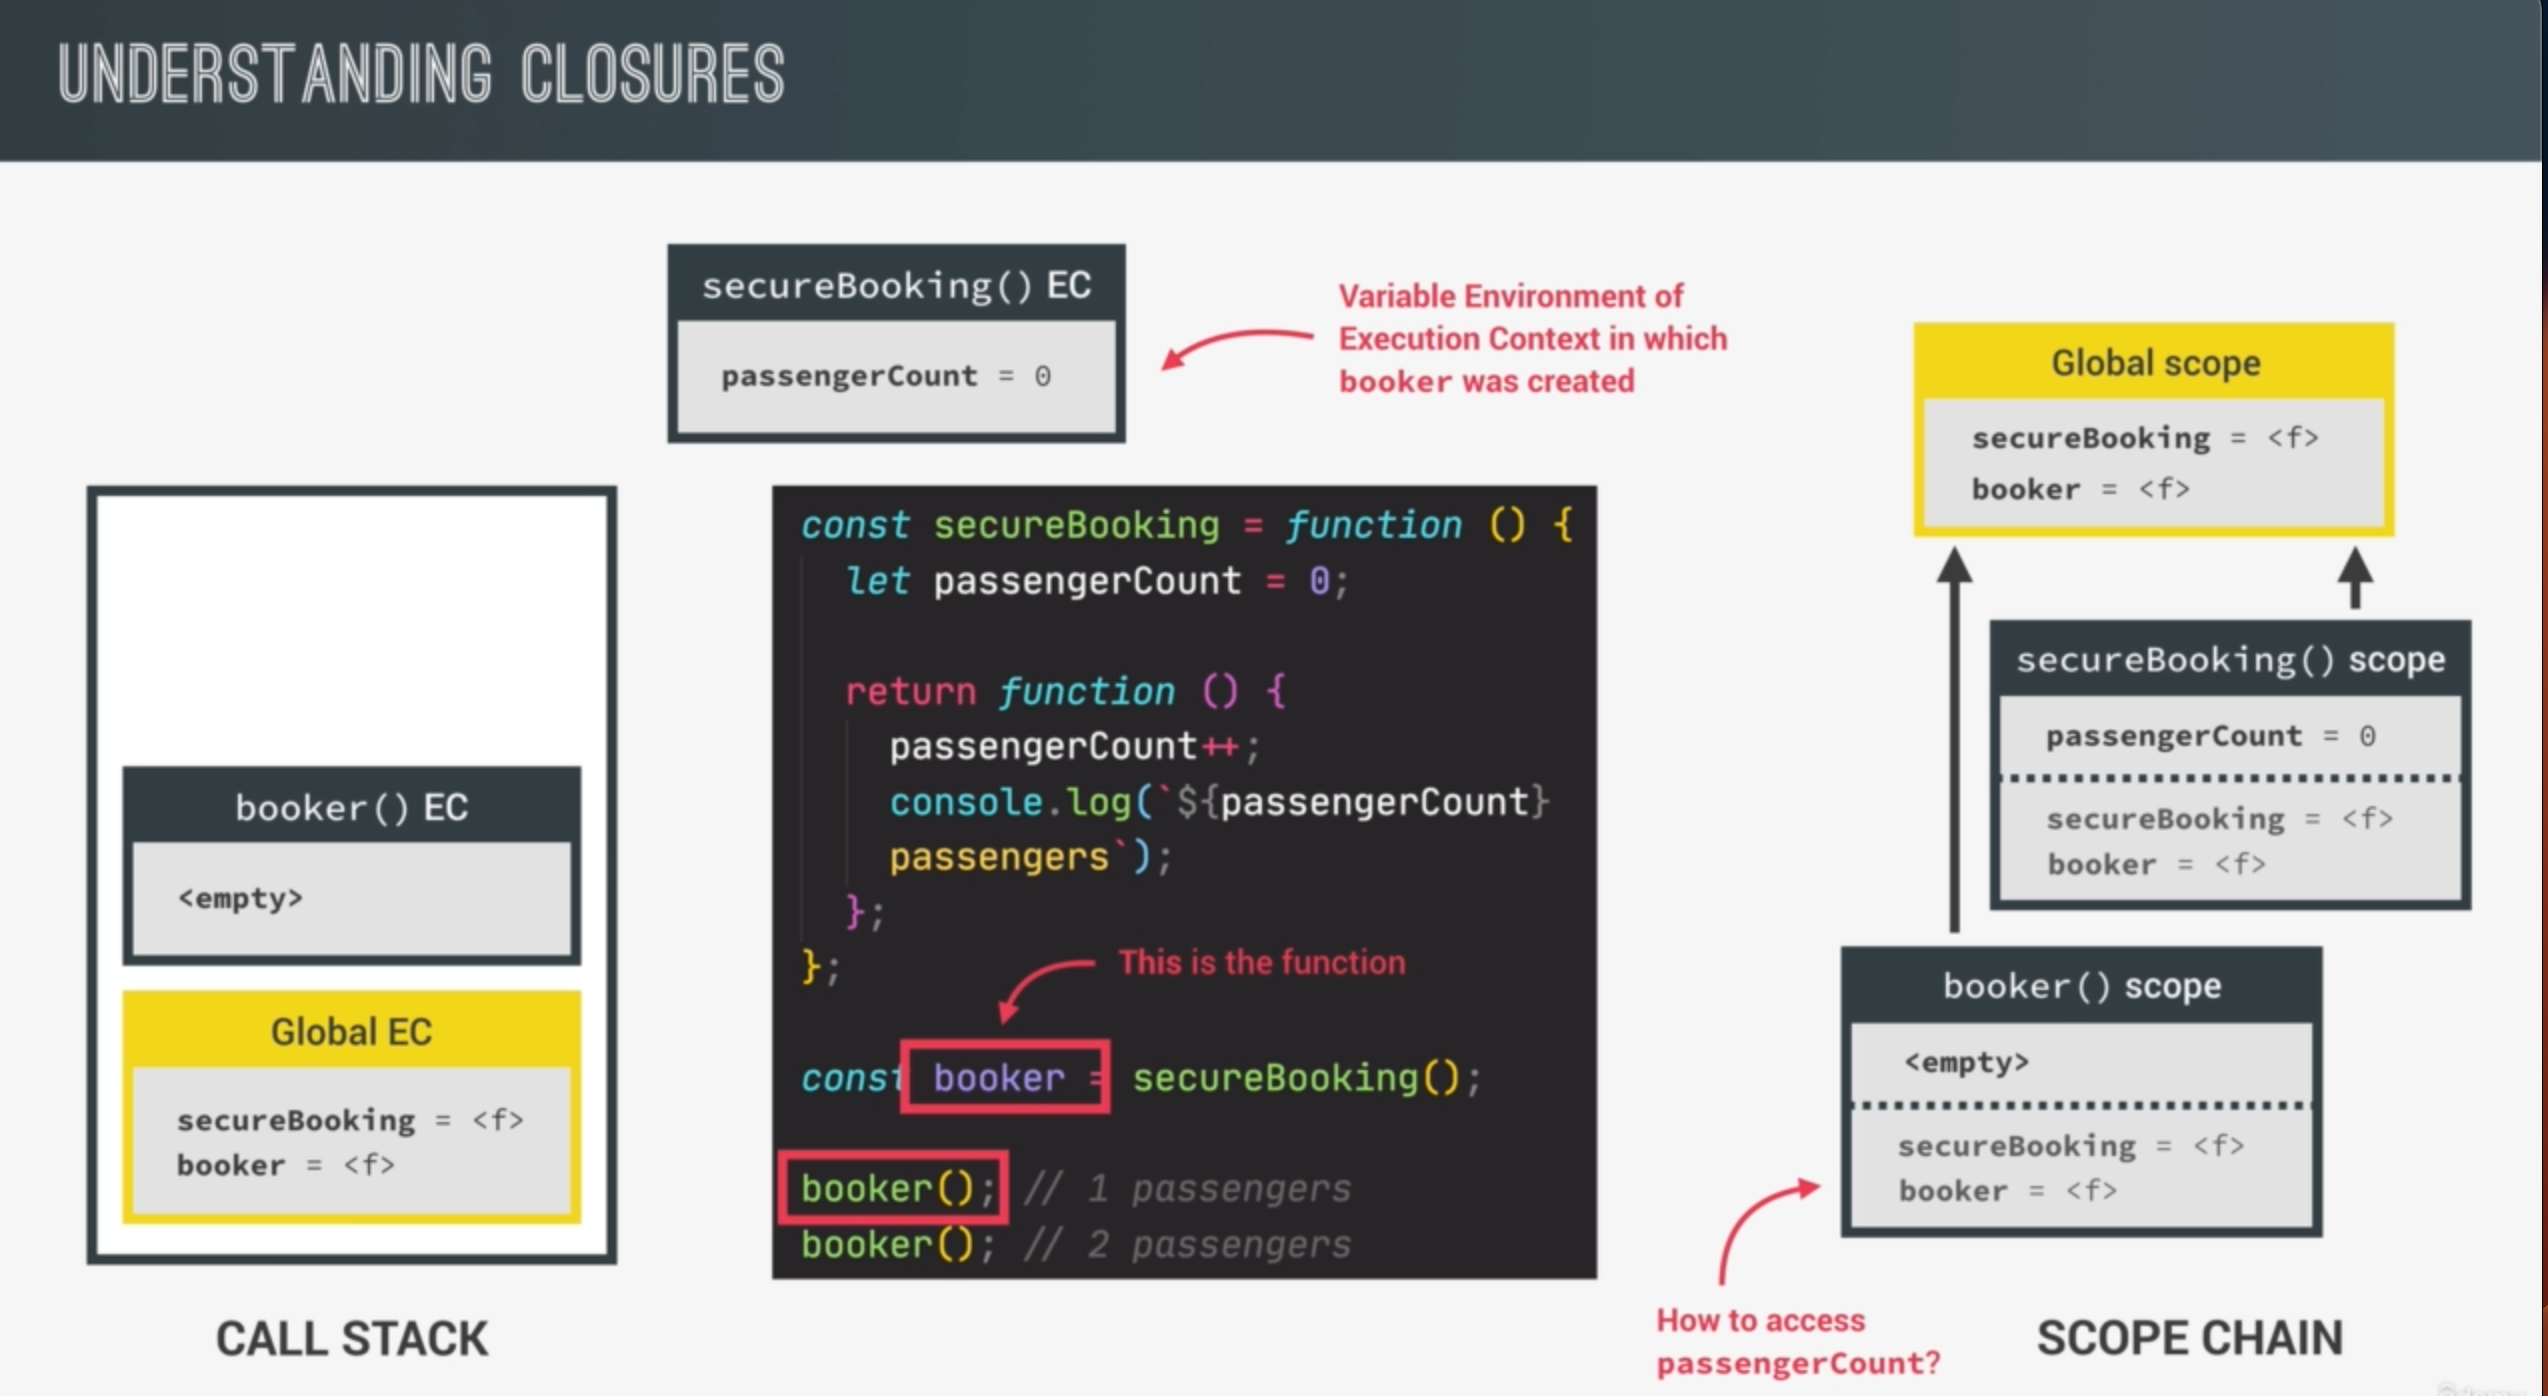 UNDERSTANDING CLOSURES
secureBooking() EC
passengerCount = 0
Variable Environment of
Execution Context in which
booker was created
booker() EC
<empty>
Global EC
secureBooking = <f>
booker = <f>
CALL STACK
const secureBooking = function () {
let passengerCount = 0;
return function () {
passengerCount++;
console.log(`${passengerCount}
passengers`);
};
};
This is the function
const booker = secureBooking();
booker(); // 1 passengers
booker(); // 2 passengers
Global scope
secureBooking = <f>
booker = <f>
secureBooking() scope
passengerCount = 0
secureBooking = <f>
booker = <f>
booker() scope
<empty>
secureBooking = <f>
booker = <f>
How to access
passengerCount?
SCOPE CHAIN